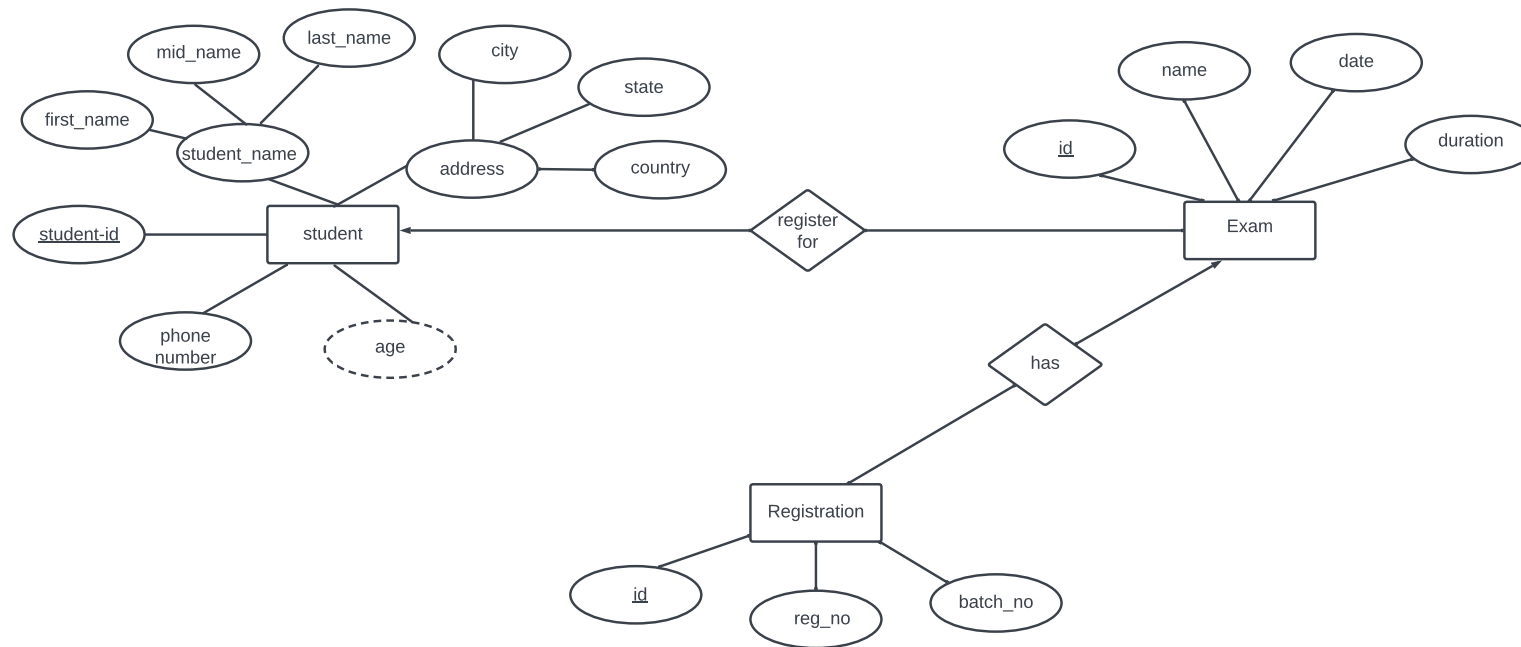 last_name
mid_name
city
state
first_name
student_name
address
country
student-id
student
phone
number
age
register
for
name
date
id
duration
Exam
has
Registration
id
reg_no
batch_no